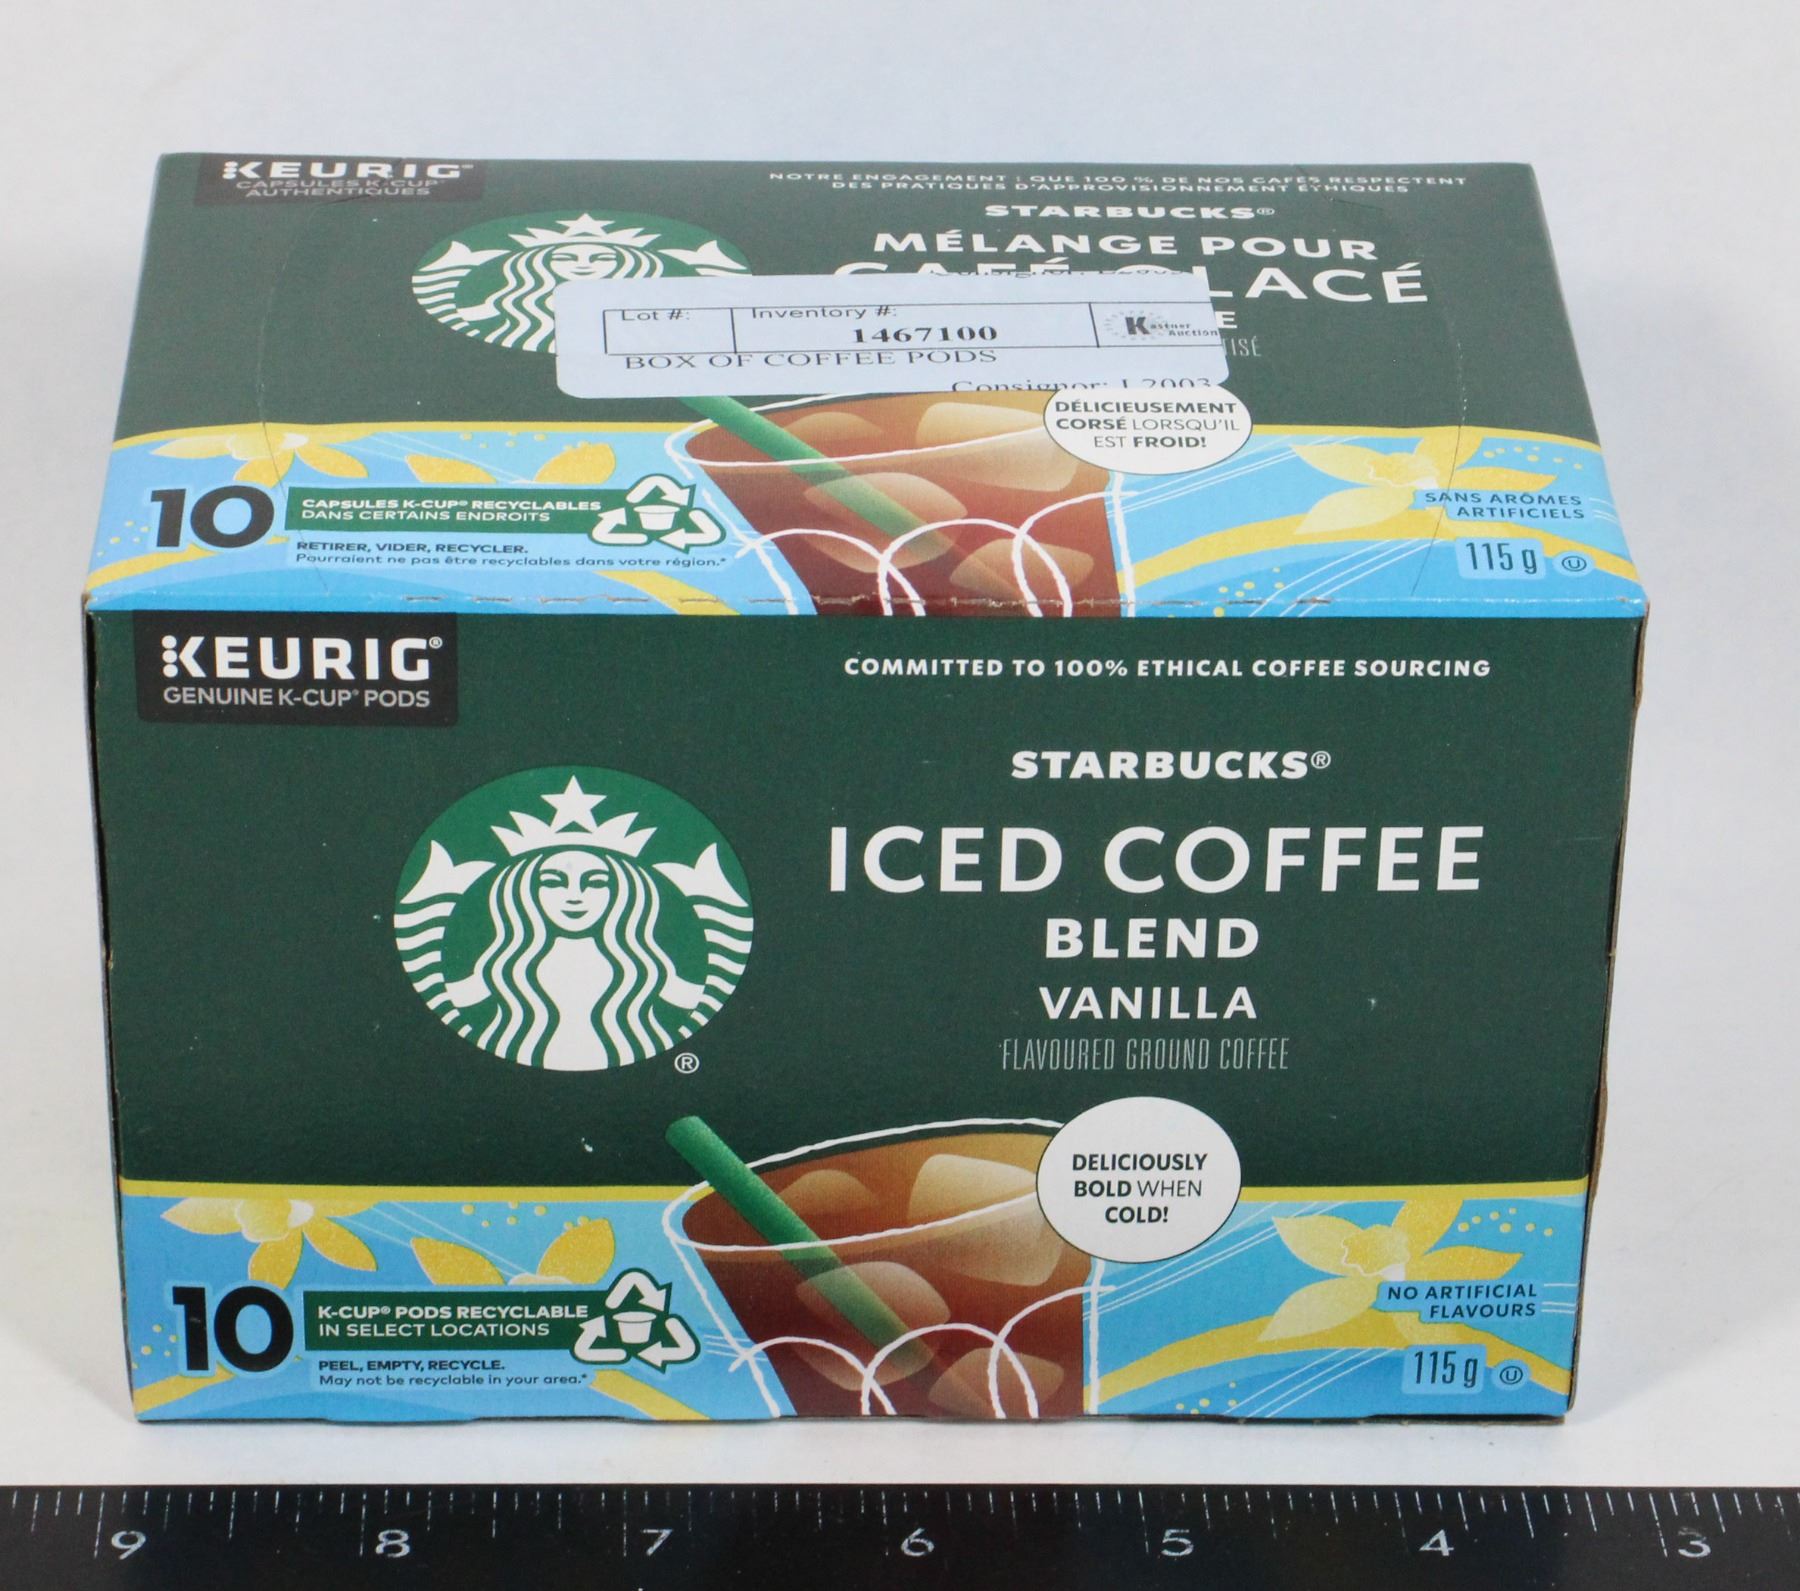 KEURIG
CAPSULES K-CUP®
AUTHENTIQUES
NOTRE ENGAGEMENT : QUE 100 % DE NOS CAFÉS RESPECTENT
DES PRATIQUES D'APPROVISIONNEMENT ÉTHIQUES
STARBUCKS®
MÉLANGE POUR
Lot #:
Inventory #:
1467100
Kastner
Auction
BOX OF COFFEE PODS
Consignor:
DÉLICIEUSEMENT
CORSÉ LORSQU'IL
EST FROID!
10
CAPSULES K-CUP® RECYCLABLES
DANS CERTAINS ENDROITS
RETIRER, VIDER, RECYCLER.
Pourraient ne pas être recyclables dans votre région.*
SANS ARÔMES
ARTIFICIELS
115 g
KEURIG®
GENUINE K-CUP® PODS
COMMITTED TO 100% ETHICAL COFFEE SOURCING
STARBUCKS®
ICED COFFEE
BLEND
VANILLA
FLAVOURED GROUND COFFEE
®
DELICIOUSLY
BOLD WHEN
COLD!
10
K-CUP® PODS RECYCLABLE
IN SELECT LOCATIONS
PEEL, EMPTY, RECYCLE.
May not be recyclable in your area.*
NO ARTIFICIAL
FLAVOURS
115 g
9 8 7 6 5 4 3